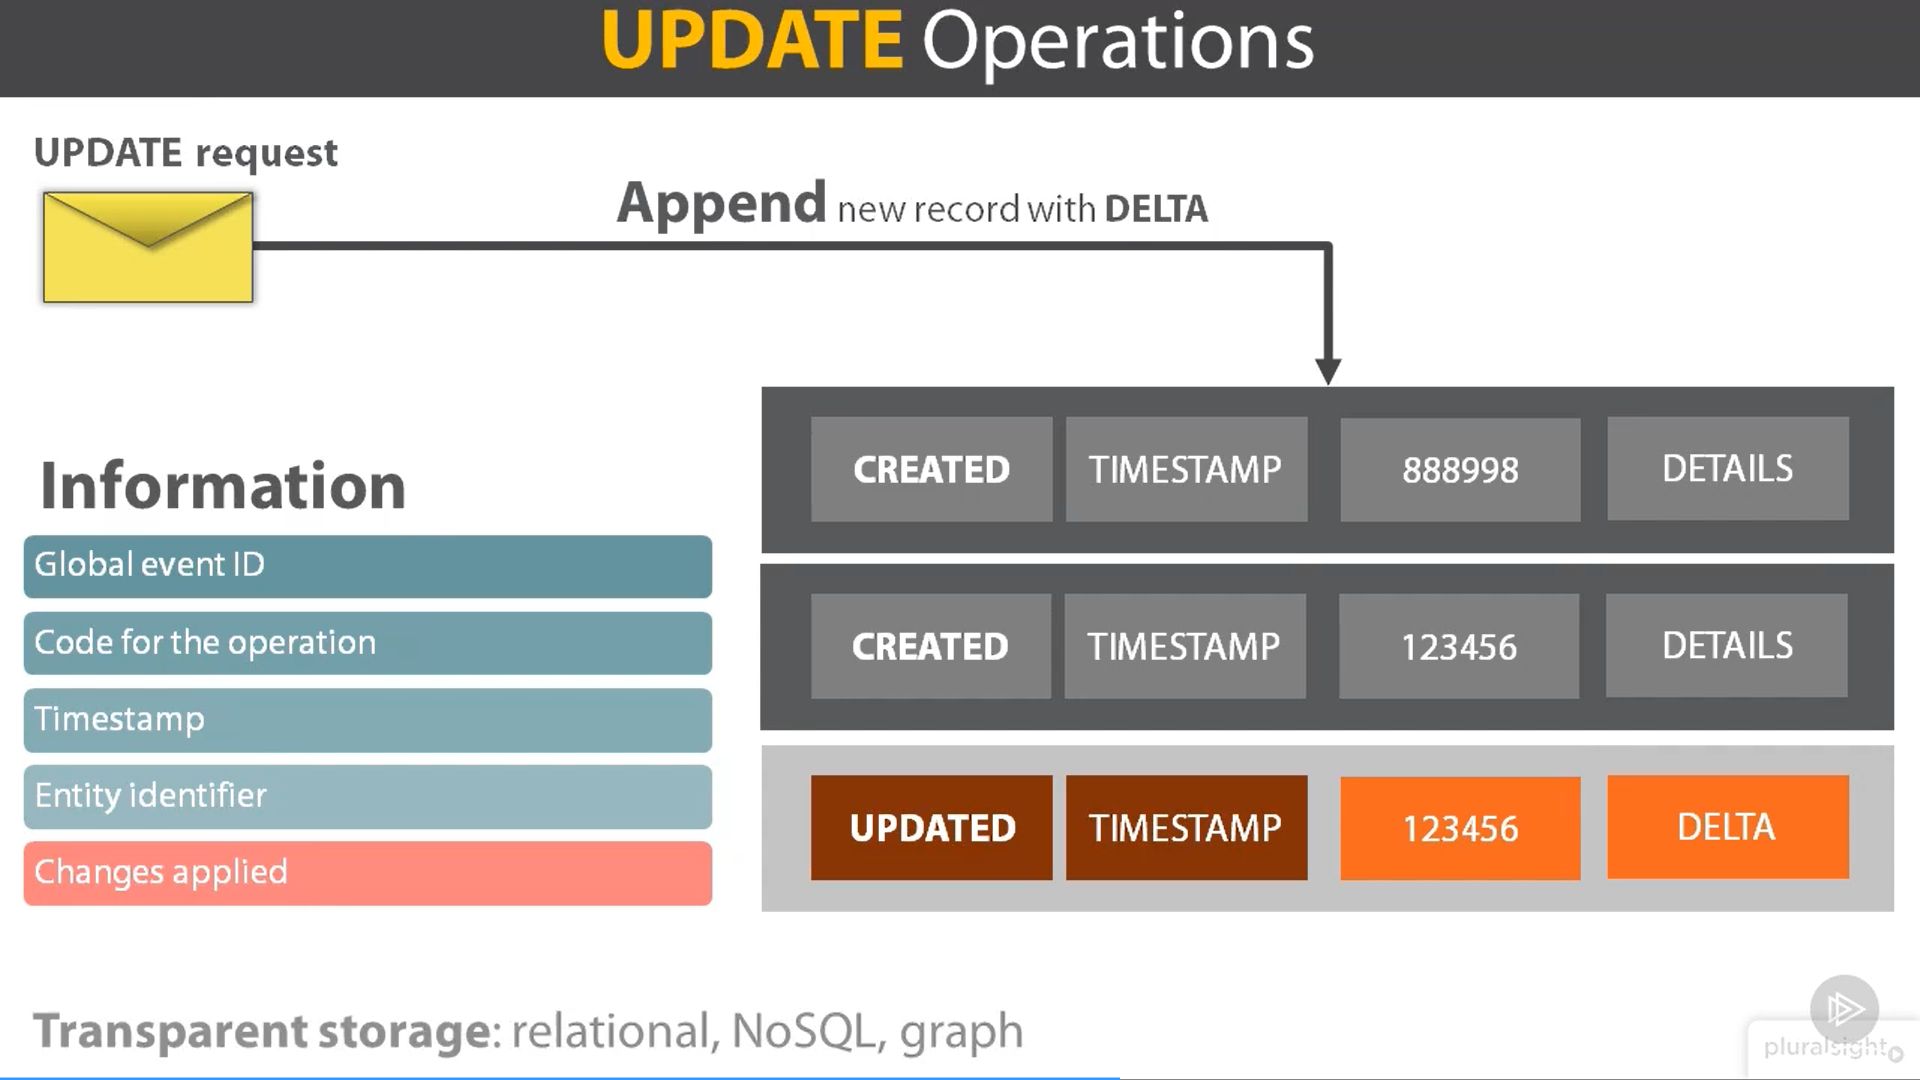 UPDATE Operations
UPDATE request
Append new record with DELTA
CREATED TIMESTAMP 888998 DETAILS
Information
Global event ID
Code for the operation
CREATED TIMESTAMP 123456 DETAILS
Timestamp
Entity identifier
UPDATED TIMESTAMP 123456 DELTA
Changes applied
Transparent storage: relational, NoSQL, graph
pluralsight